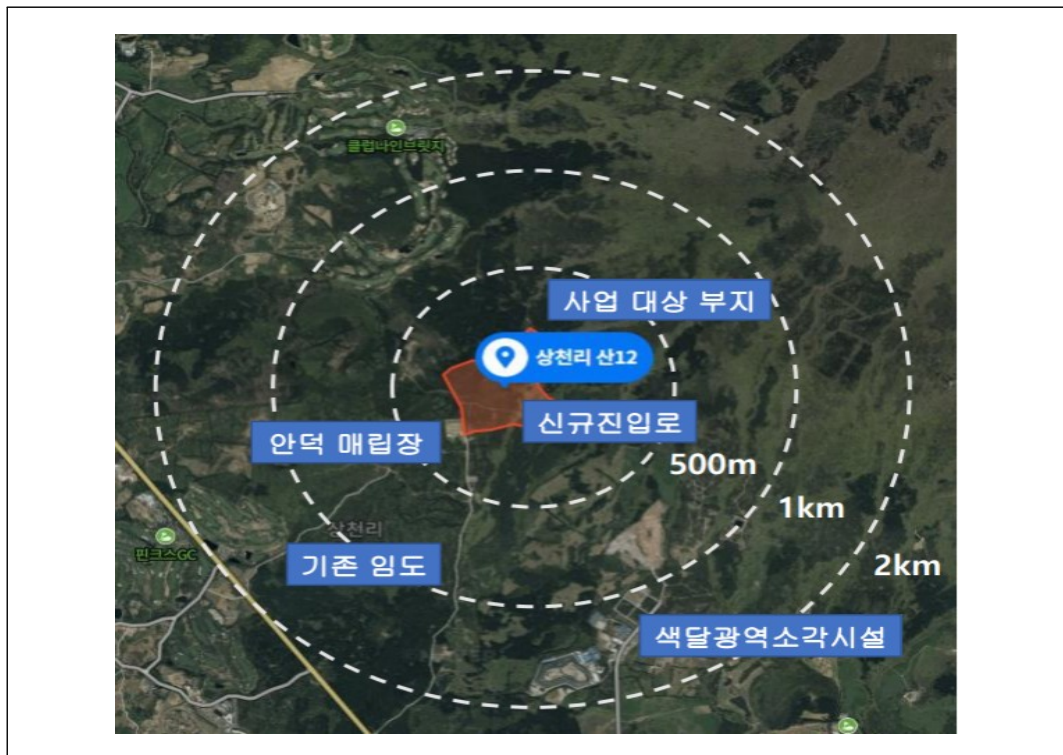 클럽나인브릿지
사업 대상 부지
상천리 산12
신규진입로
안덕 매립장
500m
1km
상천리
핀크스GC
기존 임도
2km
색달광역소각시설